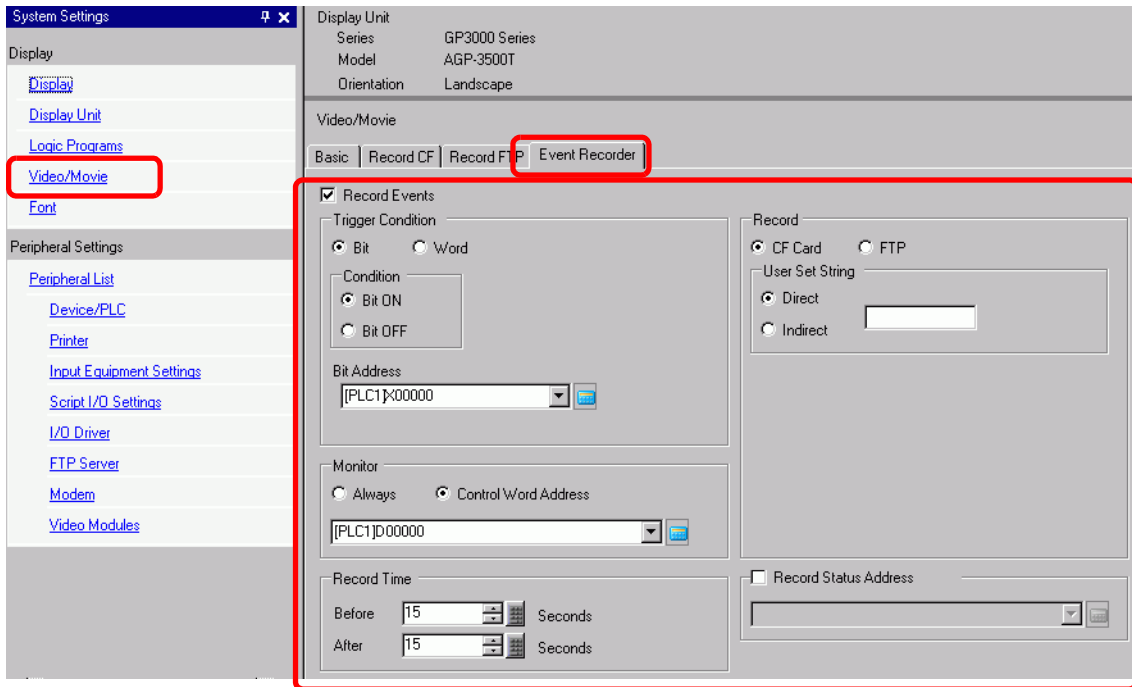 System Settings
Display
Display
Display Unit
Logic Programs
Video/Movie
Font
Peripheral Settings
Peripheral List
Device/PLC
Printer
Input Equipment Settings
Script I/O Settings
I/O Driver
FTP Server
Modem
Video Modules
Display Unit
Series GP3000 Series
Model AGP-3500T
Orientation Landscape
Video/Movie
Basic Record CF Record FTP Event Recorder
Record Events
Trigger Condition
Bit Word
Condition
Bit ON
Bit OFF
Bit Address
[PLC1]X00000
Monitor
Always Control Word Address
[PLC1]D00000
Record Time
Before 15 Seconds
After 15 Seconds
Record
CF Card FTP
User Set String
Direct
Indirect
Record Status Address